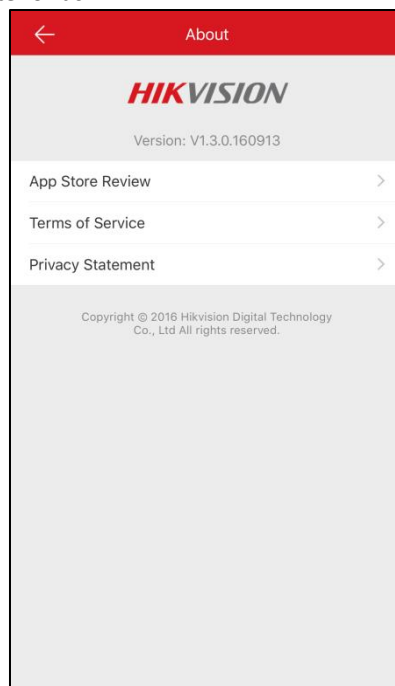 About
HIKVISION
Version: V1.3.0.160913
App Store Review
Terms of Service
Privacy Statement
Copyright © 2016 Hikvision Digital Technology
Co., Ltd All rights reserved.